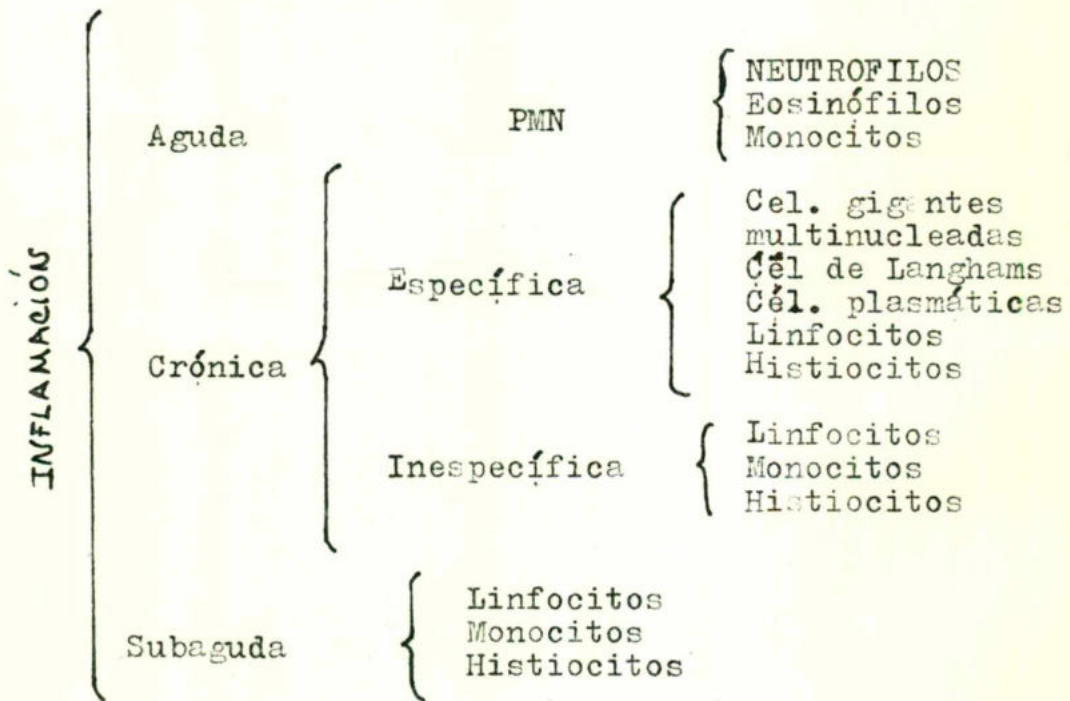 INFLAMACIÓN
Aguda
PMN
NEUTROFILOS
Eosinófilos
Monocitos
Crónica
Específica
Cel. gigantes
multinucleadas
Cél de Langhams
Cél. plasmáticas
Linfocitos
Histiocitos
Inespecífica
Linfocitos
Monocitos
Histiocitos
Subaguda
Linfocitos
Monocitos
Histiocitos